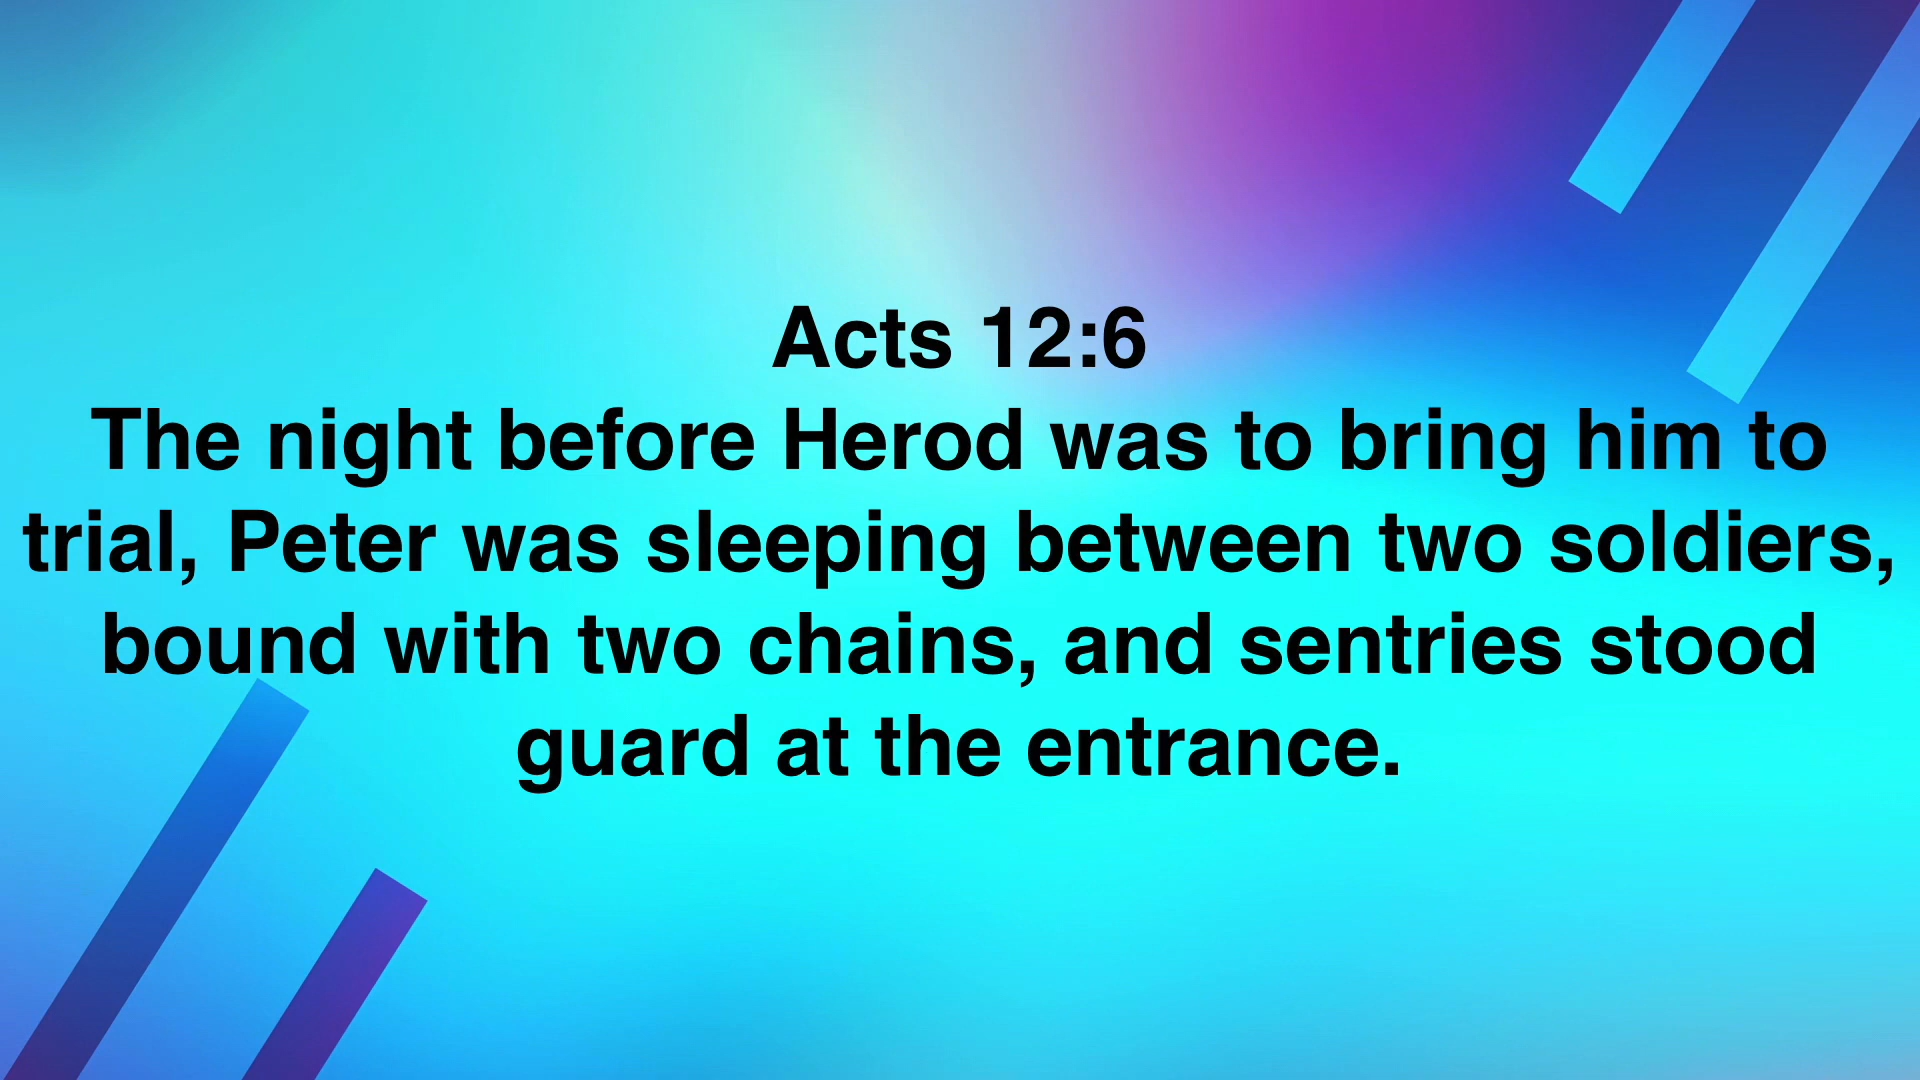 Acts 12:6
The night before Herod was to bring him to
trial, Peter was sleeping between two soldiers,
bound with two chains, and sentries stood
guard at the entrance.